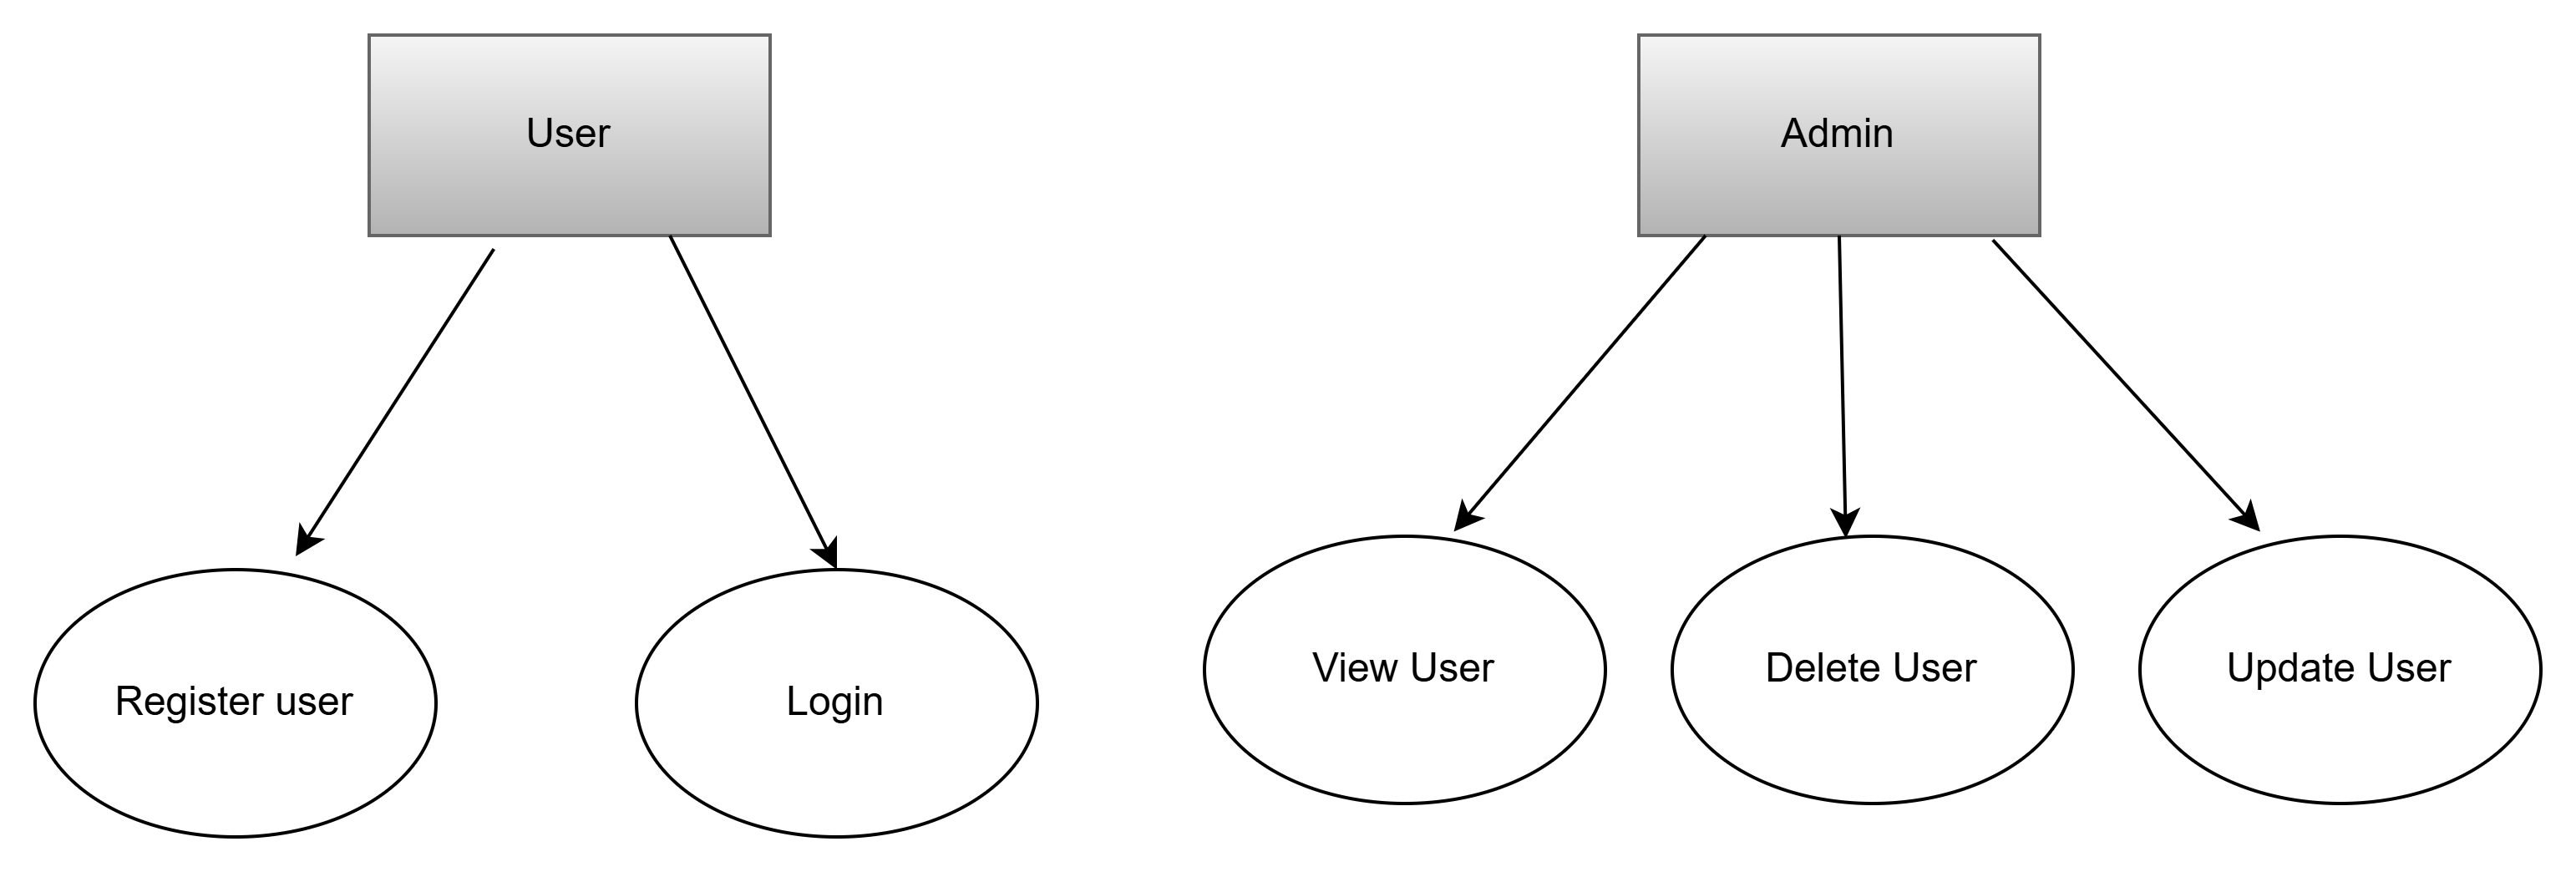 User
Admin
Register user
Login
View User
Delete User
Update User